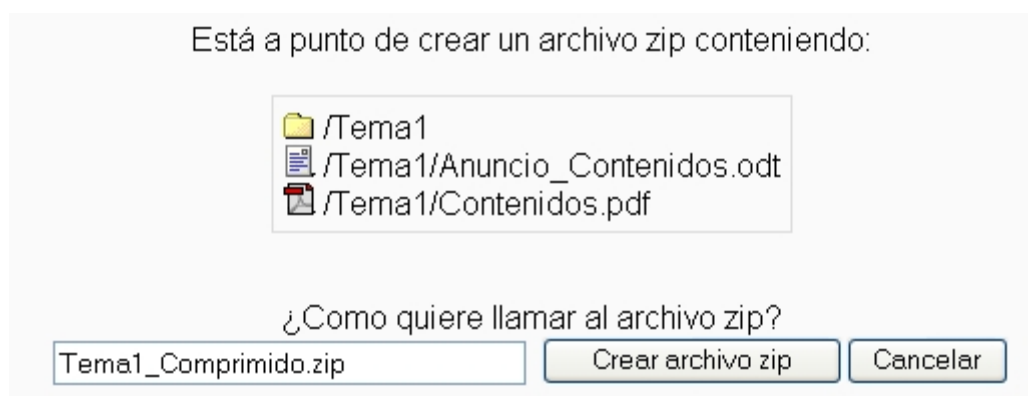 Está a punto de crear un archivo zip conteniendo:
/Tema1
/Tema1/Anuncio_Contenidos.odt
/Tema1/Contenidos.pdf
¿Como quiere llamar al archivo zip?
Tema1_Comprimido.zip Crear archivo zip Cancelar